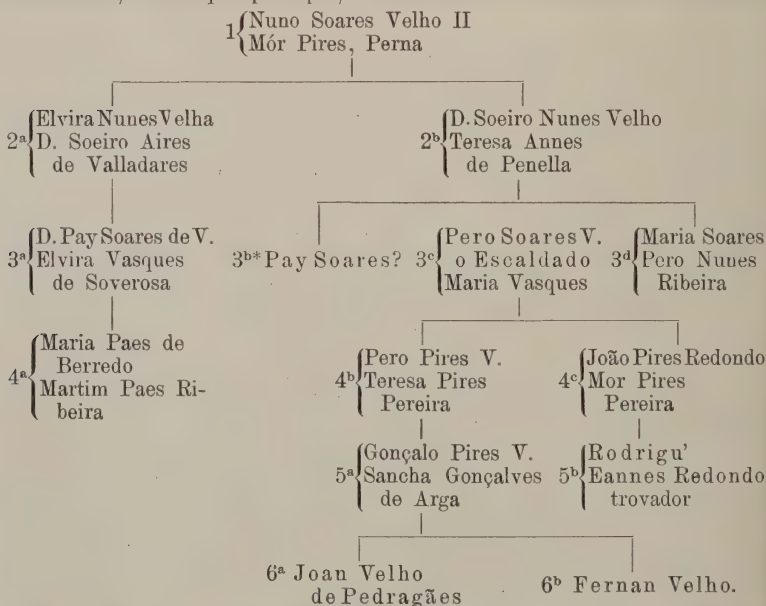 1 Nuno Soares Velho II
Mór Pires, Perna
2ª Elvira Nunes Velha
D. Soeiro Aires
de Valladares
2ᵇ D. Soeiro Nunes Velho
Teresa Annes
de Penella
3ª D. Pay Soares de V.
Elvira Vasques
de Soverosa
3ᵇ* Pay Soares?
3ᶜ Pero Soares V.
o Escaldado
Maria Vasques
3ᵈ Maria Soares
Pero Nunes
Ribeira
4ª Maria Paes de
Berredo
Martim Paes Ri-
beira
4ᵇ Pero Pires V.
Teresa Pires
Pereira
4ᶜ João Pires Redondo
Mor Pires
Pereira
5ª Gonçalo Pires V.
Sancha Gonçalves
de Arga
5ᵇ Rodrigu'
Eannes Redondo
trovador
6ª Joan Velho
de Pedragães
6ᵇ Fernan Velho.